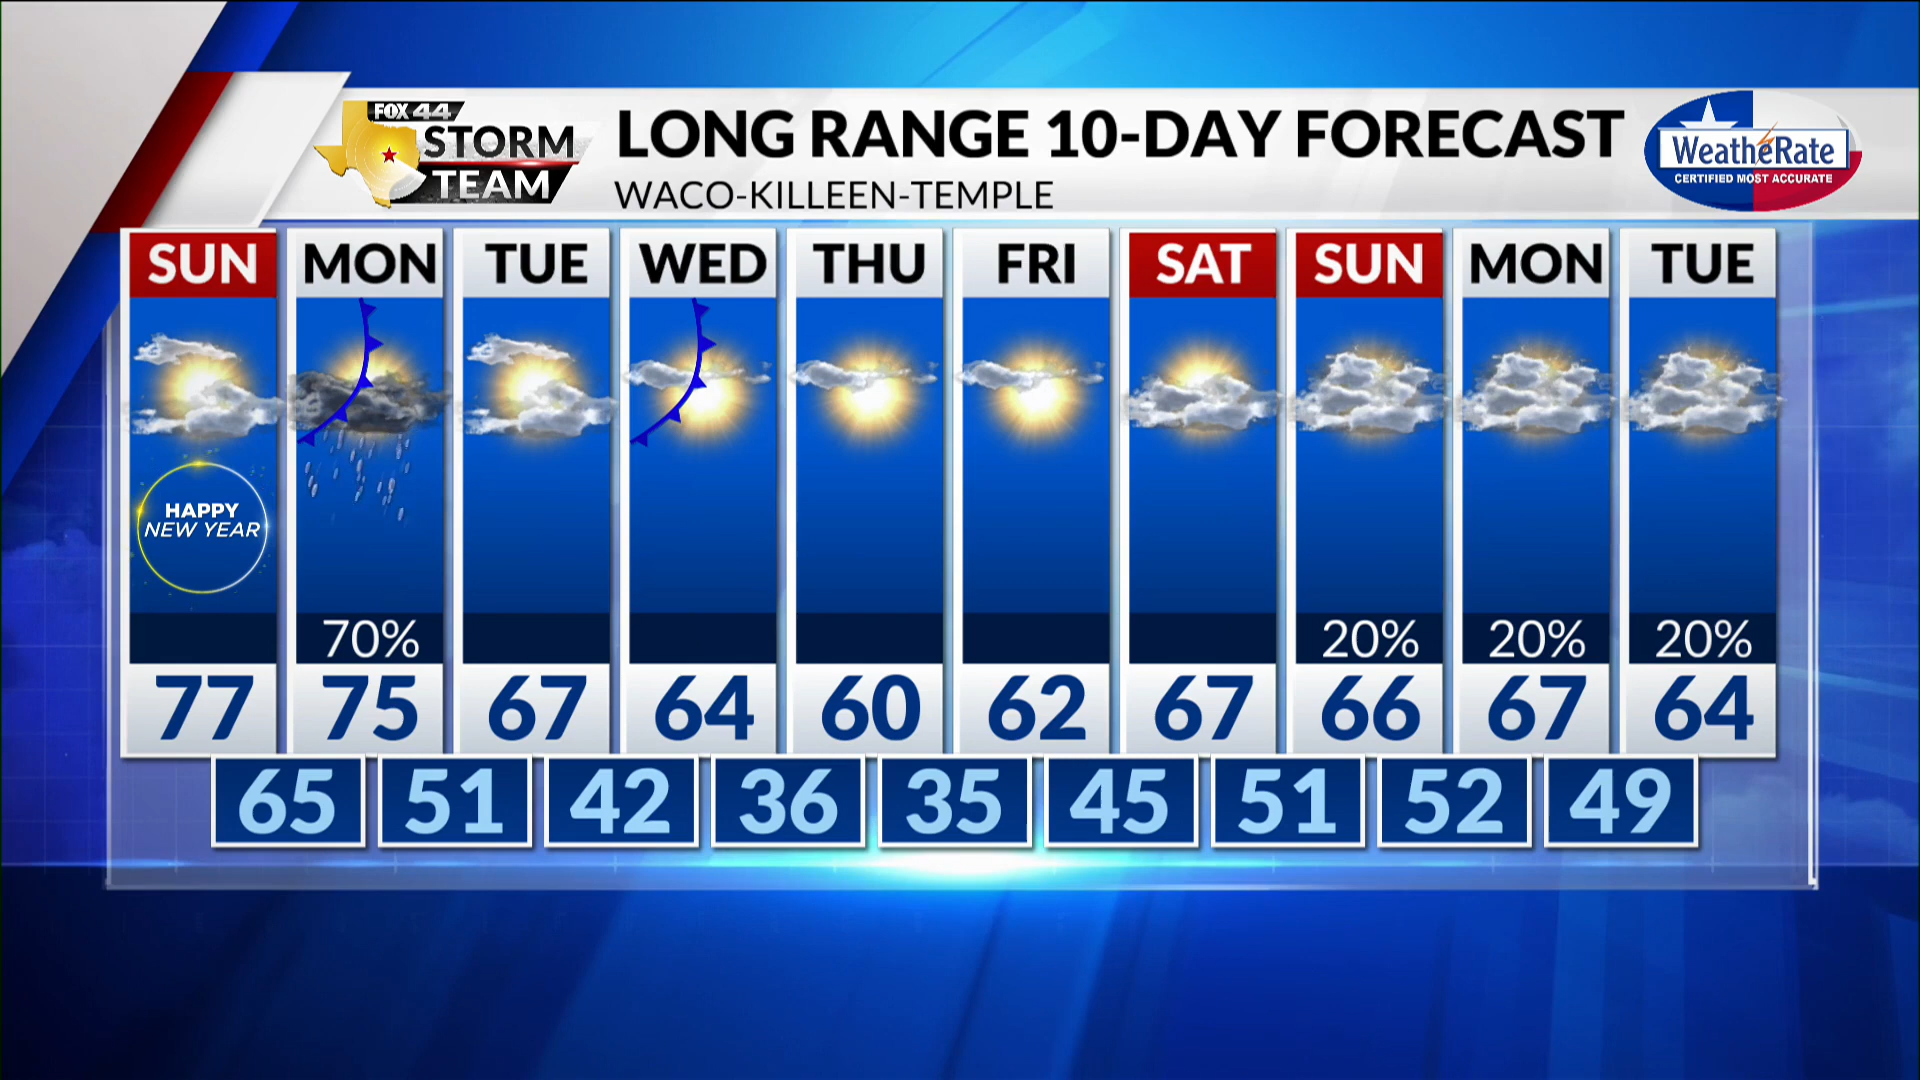 FOX 44
STORM
TEAM
LONG RANGE 10-DAY FORECAST
WACO-KILLEEN-TEMPLE
WeatheRate
CERTIFIED MOST ACCURATE
SUN MON TUE WED THU FRI SAT SUN MON TUE
HAPPY
NEW YEAR
70% 20% 20% 20%
77 75 67 64 60 62 67 66 67 64
65 51 42 36 35 45 51 52 49